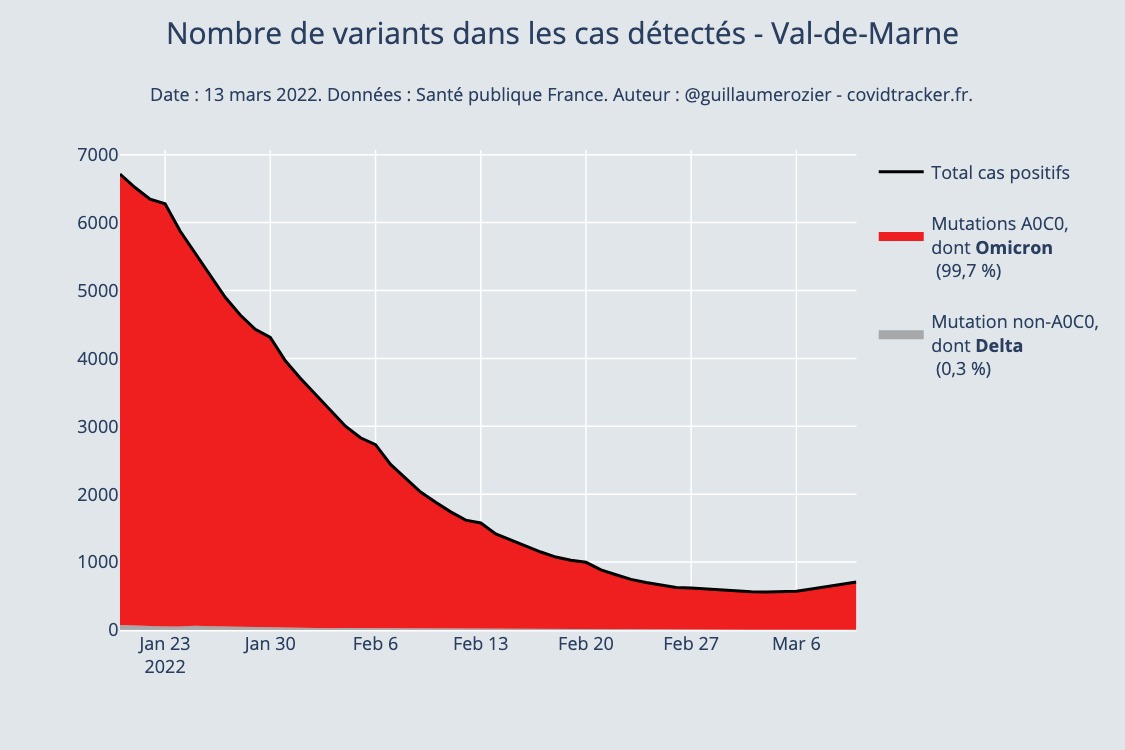 Nombre de variants dans les cas détectés - Val-de-Marne
Date : 13 mars 2022. Données : Santé publique France. Auteur : @guillaumerozier - covidtracker.fr.
7000
6000
5000
4000
3000
2000
1000
0
Jan 23
2022
Jan 30
Feb 6
Feb 13
Feb 20
Feb 27
Mar 6
Total cas positifs
Mutations A0C0,
dont Omicron
(99,7 %)
Mutation non-A0C0,
dont Delta
(0,3 %)